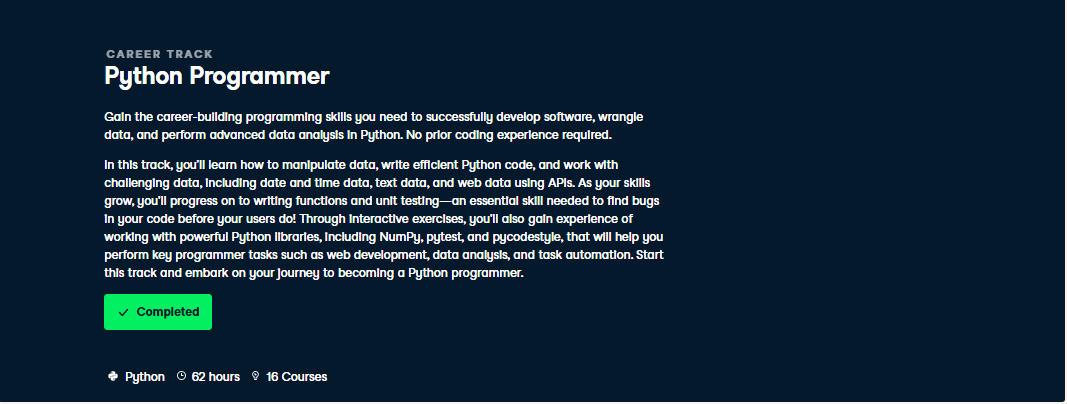 CAREER TRACK
Python Programmer
Gain the career-building programming skills you need to successfully develop software, wrangle
data, and perform advanced data analysis in Python. No prior coding experience required.
In this track, you'll learn how to manipulate data, write efficient Python code, and work with
challenging data, including date and time data, text data, and web data using APIs. As your skills
grow, you'll progress on to writing functions and unit testing—an essential skill needed to find bugs
in your code before your users do! Through interactive exercises, you'll also gain experience of
working with powerful Python libraries, including NumPy, pytest, and pycodestyle, that will help you
perform key programmer tasks such as web development, data analysis, and task automation. Start
this track and embark on your journey to becoming a Python programmer.
Completed
Python 62 hours 16 Courses